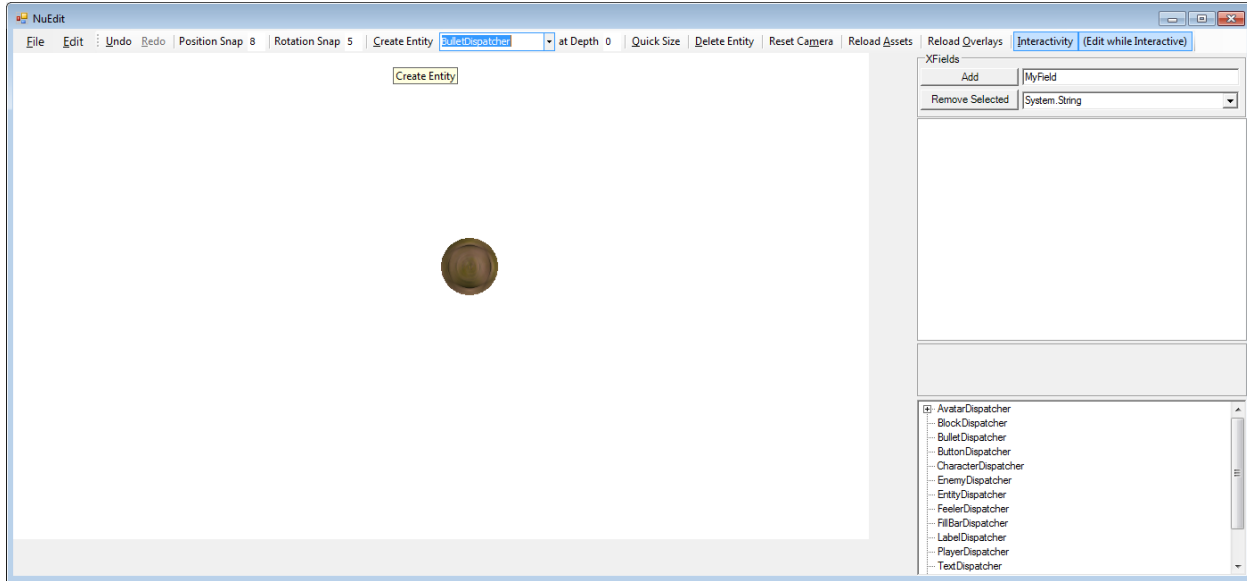 NuEdit
File Edit Undo Redo Position Snap 8 Rotation Snap 5 Create Entity BulletDispatcher at Depth 0 Quick Size Delete Entity Reset Camera Reload Assets Reload Overlays Interactivity (Edit while Interactive)
Create Entity
XFields
Add MyField
Remove Selected System.String
AvatarDispatcher
BlockDispatcher
BulletDispatcher
ButtonDispatcher
CharacterDispatcher
EnemyDispatcher
EntityDispatcher
FeelerDispatcher
FillBarDispatcher
LabelDispatcher
PlayerDispatcher
TextDispatcher